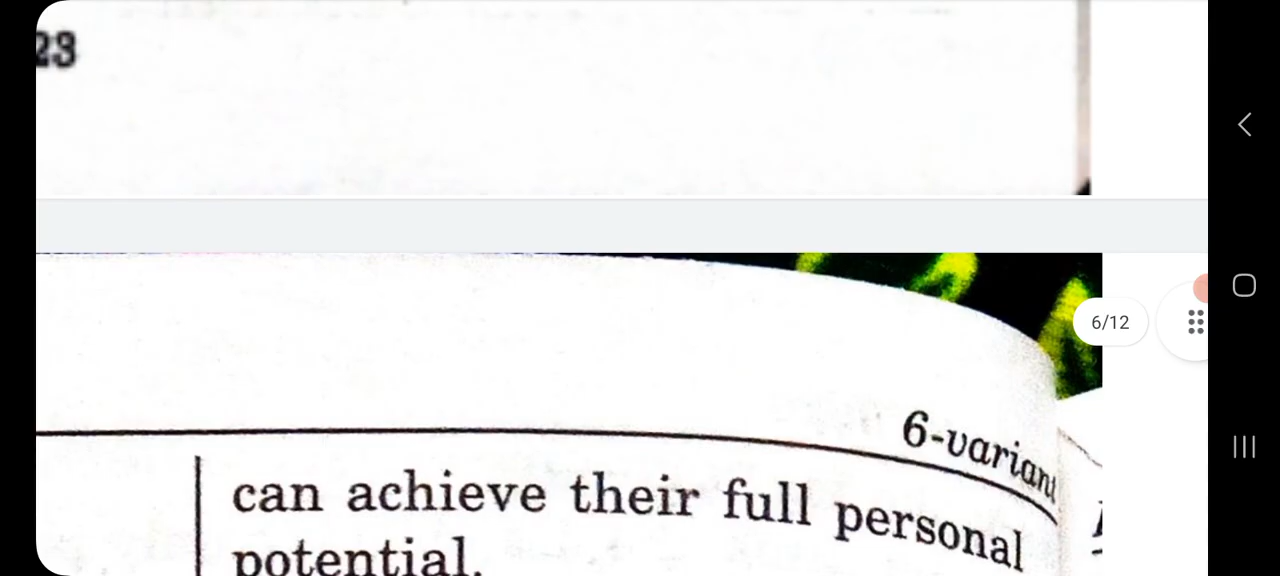 23
6/12
6-variant
can achieve their full personal
potential.